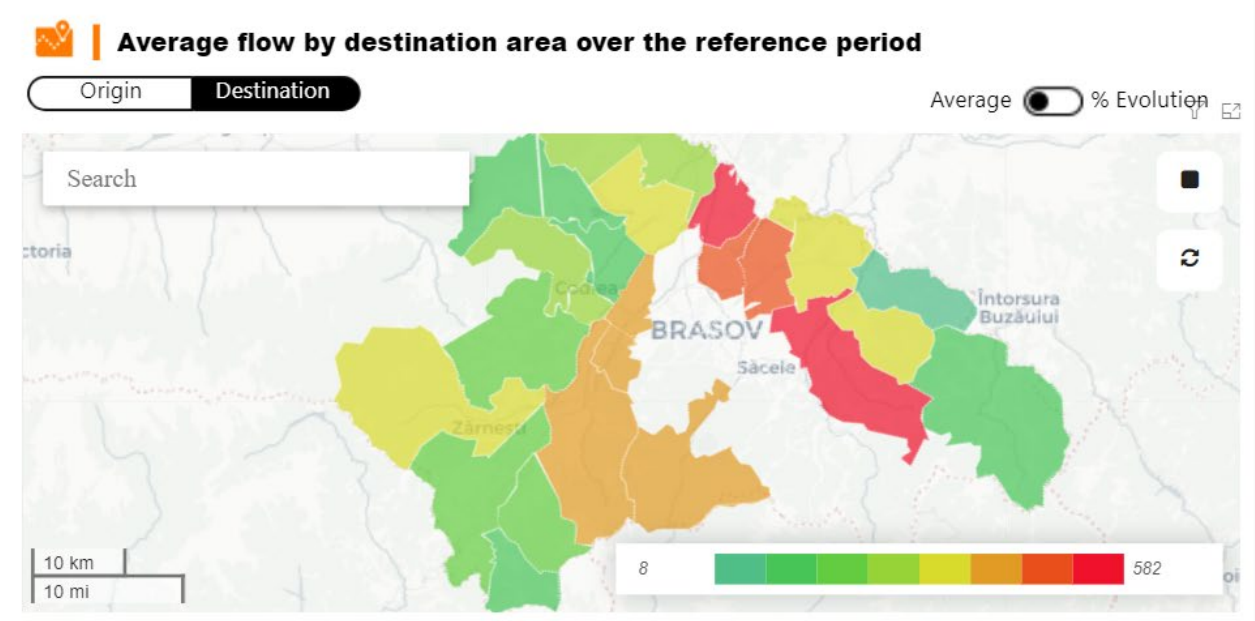 Average flow by destination area over the reference period
Origin
Destination
Average
% Evolution
Search
ctoria
Codlea
Întorsura
Buzăului
BRASOV
Săcele
Zărnești
10 km
10 mi
8
582